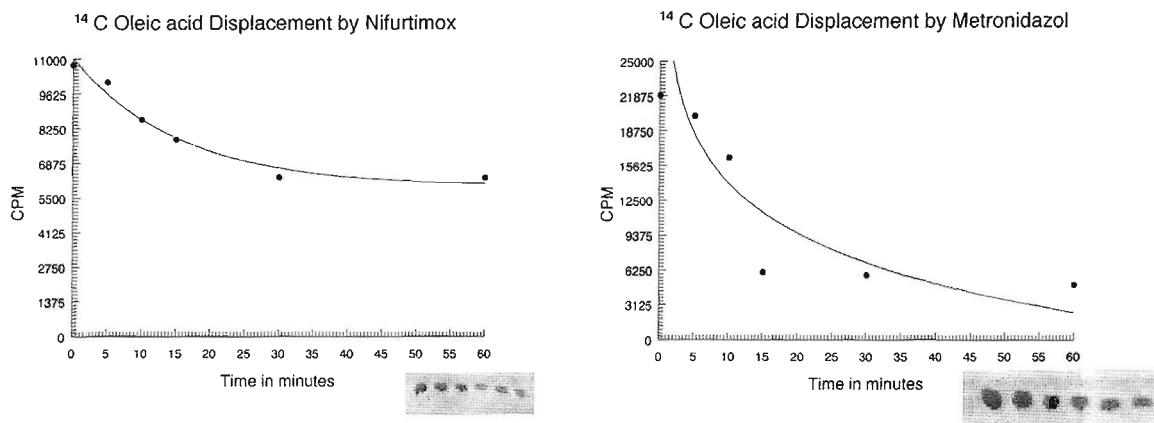 ¹⁴ C Oleic acid Displacement by Nifurtimox
11000
9625
8250
6875
5500
4125
2750
1375
0
CPM
0 5 10 15 20 25 30 35 40 45 50 55 60
Time in minutes
¹⁴ C Oleic acid Displacement by Metronidazol
25000
21875
18750
15625
12500
9375
6250
3125
0
CPM
0 5 10 15 20 25 30 35 40 45 50 55 60
Time in minutes